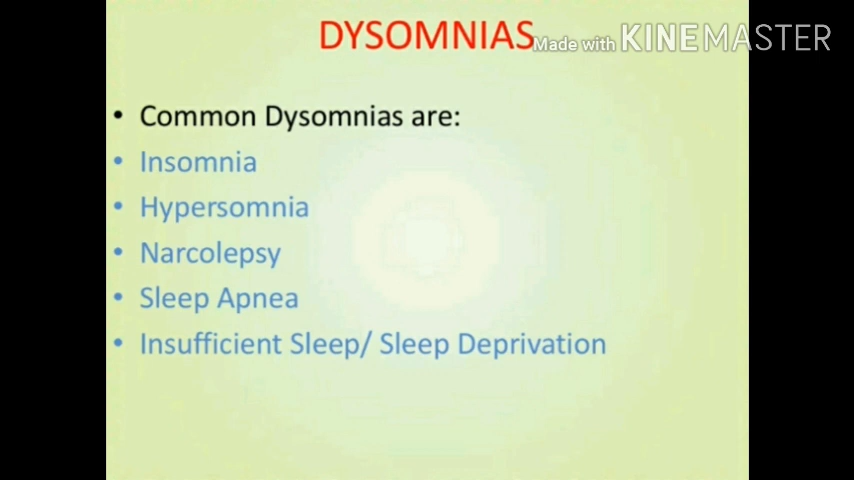 DYSOMNIAS
Made with KINEMASTER
• Common Dysomnias are:
• Insomnia
• Hypersomnia
• Narcolepsy
• Sleep Apnea
• Insufficient Sleep/ Sleep Deprivation